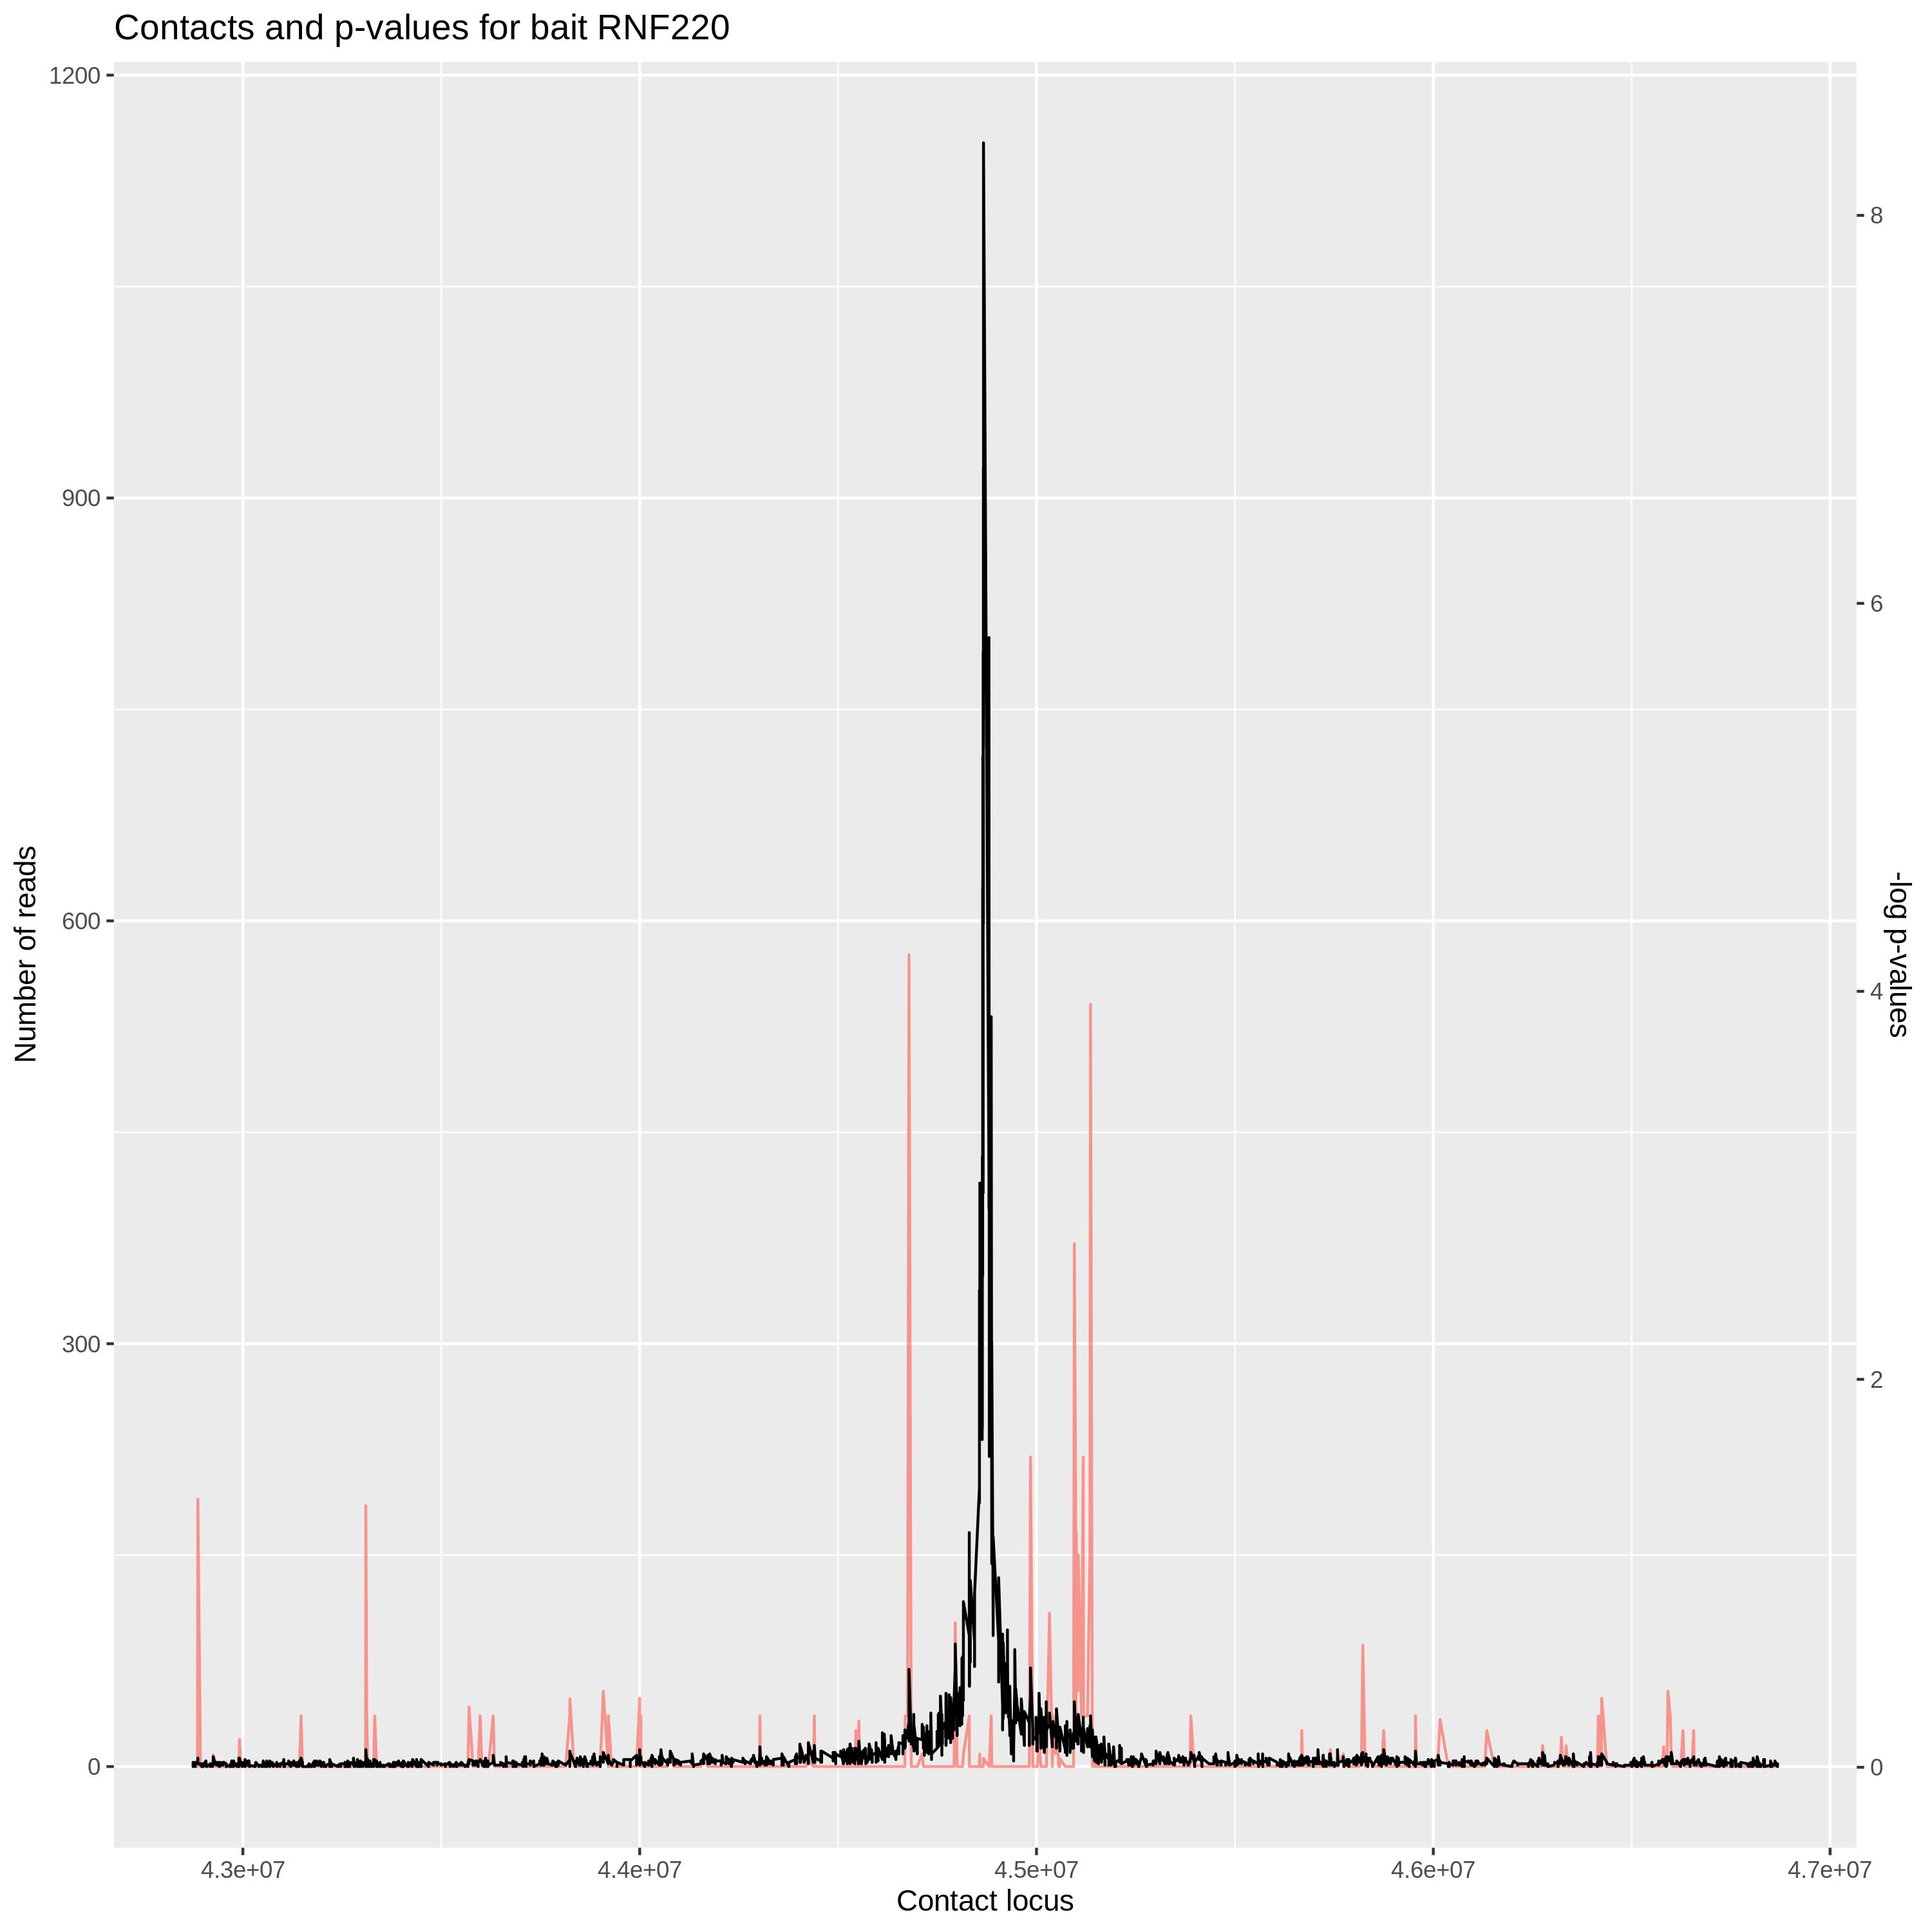 Contacts and p-values for bait RNF220
1200
900
600
300
0
Number of reads
8
6
4
2
0
-log p-values
4.3e+07 4.4e+07 4.5e+07 4.6e+07 4.7e+07
Contact locus